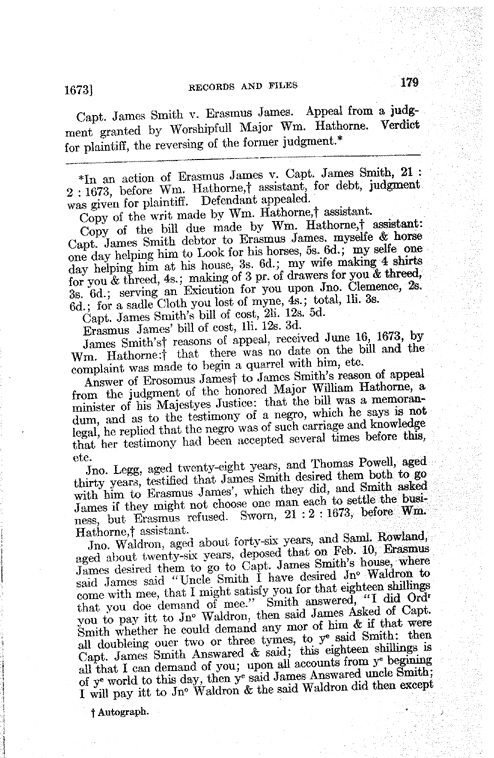 1673]
RECORDS AND FILES
179
Capt. James Smith v. Erasmus James. Appeal from a judg-
ment granted by Worshipfull Major Wm. Hathorne. Verdict
for plaintiff, the reversing of the former judgment.*
*In an action of Erasmus James v. Capt. James Smith, 21 :
2 : 1673, before Wm. Hathorne,† assistant, for debt, judgment
was given for plaintiff. Defendant appealed.
Copy of the writ made by Wm. Hathorne,† assistant.
Copy of the bill due made by Wm. Hathorne,† assistant:
Capt. James Smith debtor to Erasmus James. myselfe & horse
one day helping him to Look for his horses, 5s. 6d.; my selfe one
day helping him at his house, 3s. 6d.; my wife making 4 shirts
for you & threed, 4s.; making of 3 pr. of drawers for you & threed,
3s. 6d.; serving an Exicution for you upon Jno. Clemence, 2s.
6d.; for a sadle Cloth you lost of myne, 4s.; total, 1li. 3s.
Capt. James Smith's bill of cost, 2li. 12s. 5d.
Erasmus James' bill of cost, 1li. 12s. 3d.
James Smith's† reasons of appeal, received June 16, 1673, by
Wm. Hathorne:† that there was no date on the bill and the
complaint was made to begin a quarrel with him, etc.
Answer of Erosomus James† to James Smith's reason of appeal
from the judgment of the honored Major William Hathorne, a
minister of his Majestyes Justice: that the bill was a memoran-
dum, and as to the testimony of a negro, which he says is not
legal, he replied that the negro was of such carriage and knowledge
that her testimony had been accepted several times before this,
etc.
Jno. Legg, aged twenty-eight years, and Thomas Powell, aged
thirty years, testified that James Smith desired them both to go
with him to Erasmus James', which they did, and Smith asked
James if they might not choose one man each to settle the busi-
ness, but Erasmus refused. Sworn, 21 : 2 : 1673, before Wm.
Hathorne,† assistant.
Jno. Waldron, aged about forty-six years, and Saml. Rowland,
aged about twenty-six years, deposed that on Feb. 10, Erasmus
James desired them to go to Capt. James Smith's house, where
said James said "Uncle Smith I have desired Jnᵒ Waldron to
come with mee, that I might satisfy you for that eighteen shillings
that you doe demand of mee." Smith answered, "I did Ordʳ
you to pay itt to Jnᵒ Waldron, then said James Asked of Capt.
Smith whether he could demand any mor of him & if that were
all doubleing ouer two or three tymes, to yᵉ said Smith: then
Capt. James Smith Answared & said; this eighteen shillings is
all that I can demand of you; upon all accounts from yᵉ begining
of yᵉ world to this day, then yᵉ said James Answared uncle Smith;
I will pay itt to Jnᵒ Waldron & the said Waldron did then except
† Autograph.